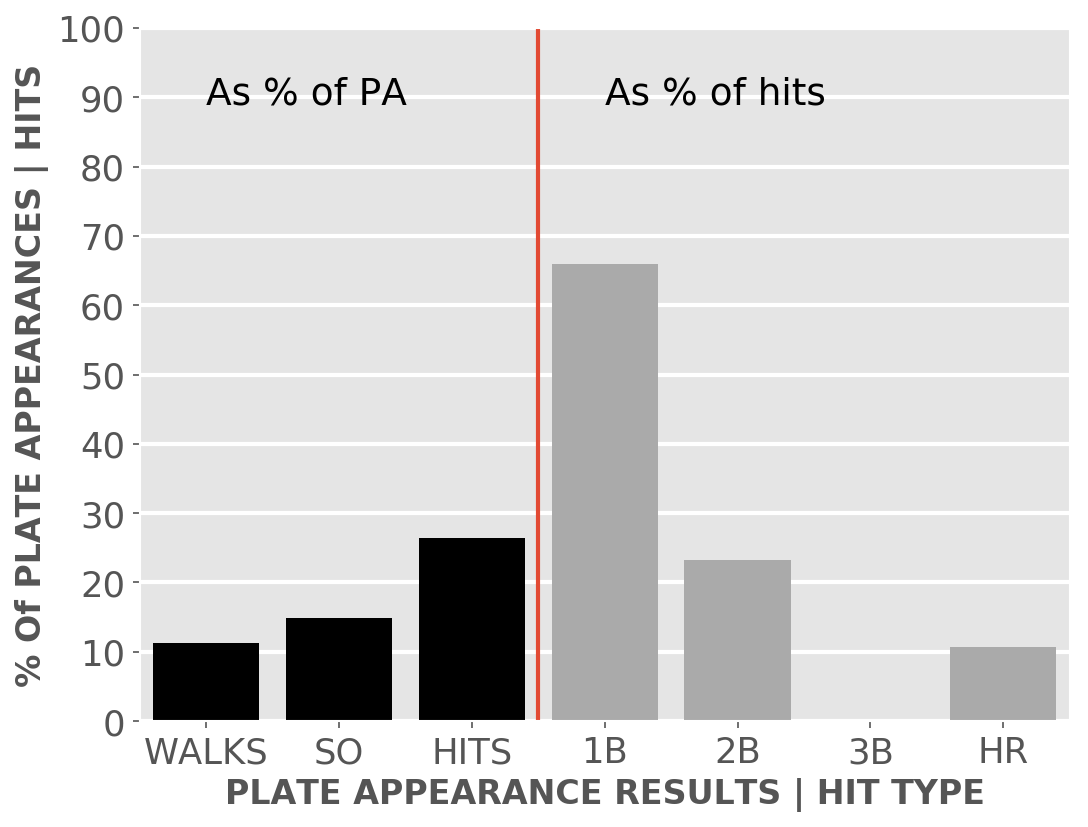 % Of PLATE APPEARANCES | HITS
100
90
80
70
60
50
40
30
20
10
0
As % of PA
As % of hits
WALKS SO HITS 1B 2B 3B HR
PLATE APPEARANCE RESULTS | HIT TYPE